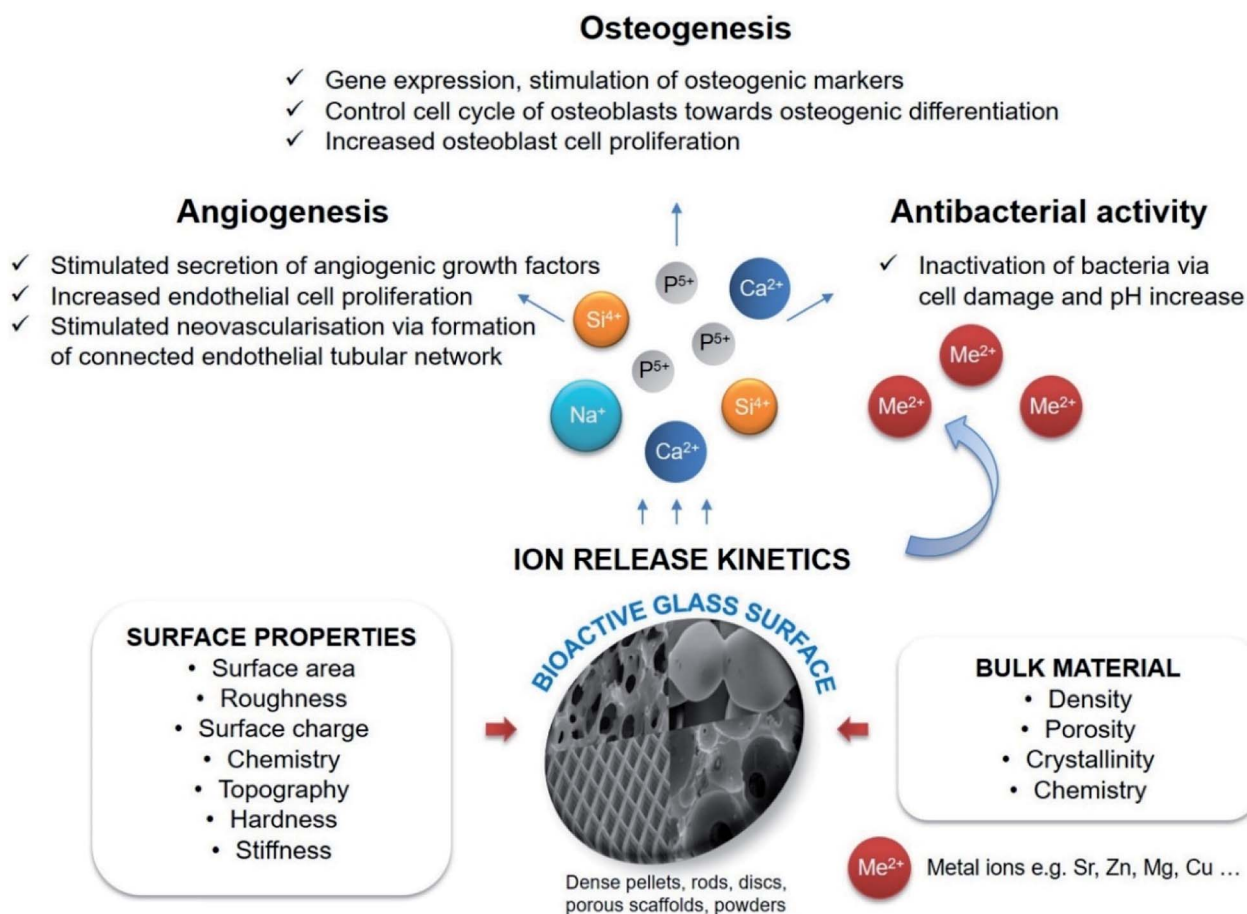 Osteogenesis
✓ Gene expression, stimulation of osteogenic markers
✓ Control cell cycle of osteoblasts towards osteogenic differentiation
✓ Increased osteoblast cell proliferation
Angiogenesis
✓ Stimulated secretion of angiogenic growth factors
✓ Increased endothelial cell proliferation
✓ Stimulated neovascularisation via formation
of connected endothelial tubular network
Antibacterial activity
✓ Inactivation of bacteria via
cell damage and pH increase
P⁵⁺
Ca²⁺
Si⁴⁺
P⁵⁺
P⁵⁺
Na⁺
Si⁴⁺
Ca²⁺
Me²⁺
Me²⁺
Me²⁺
ION RELEASE KINETICS
BIOACTIVE GLASS SURFACE
SURFACE PROPERTIES
• Surface area
• Roughness
• Surface charge
• Chemistry
• Topography
• Hardness
• Stiffness
BULK MATERIAL
• Density
• Porosity
• Crystallinity
• Chemistry
Dense pellets, rods, discs,
porous scaffolds, powders
Me²⁺ Metal ions e.g. Sr, Zn, Mg, Cu …